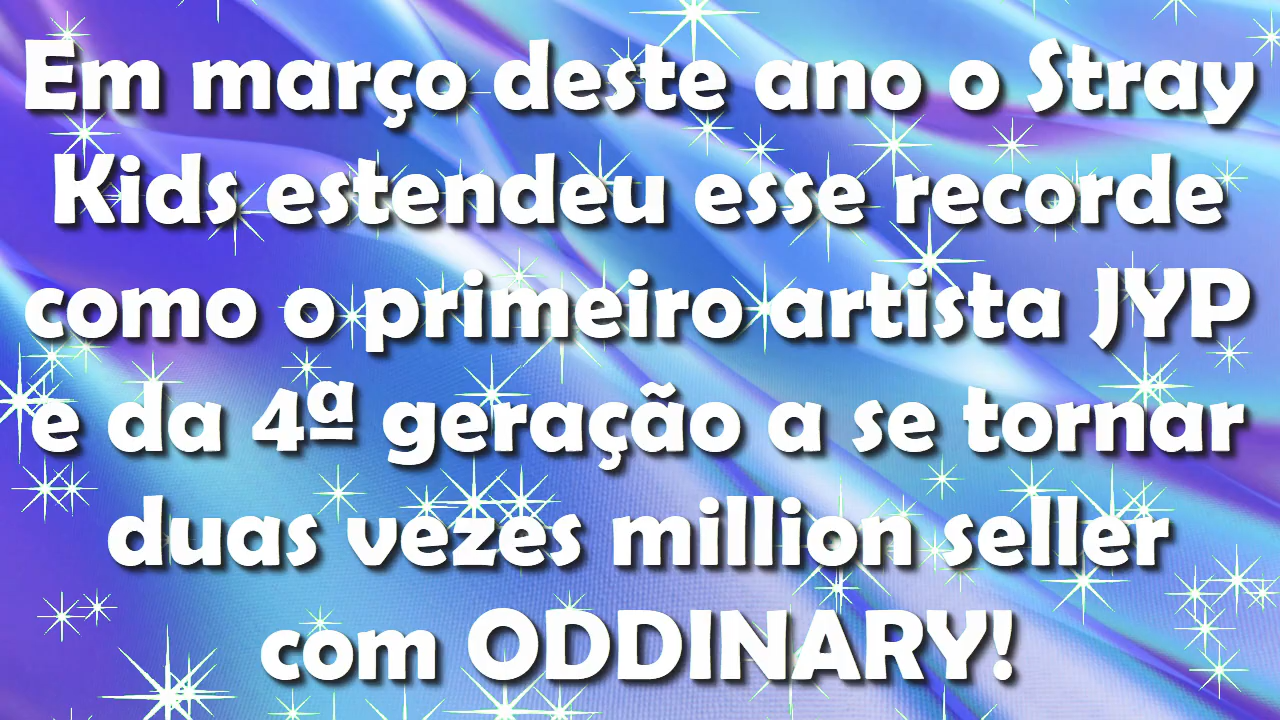 Em março deste ano o Stray
Kids estendeu esse recorde
como o primeiro artista JYP
e da 4ª geração a se tornar
duas vezes million seller
com ODDINARY!